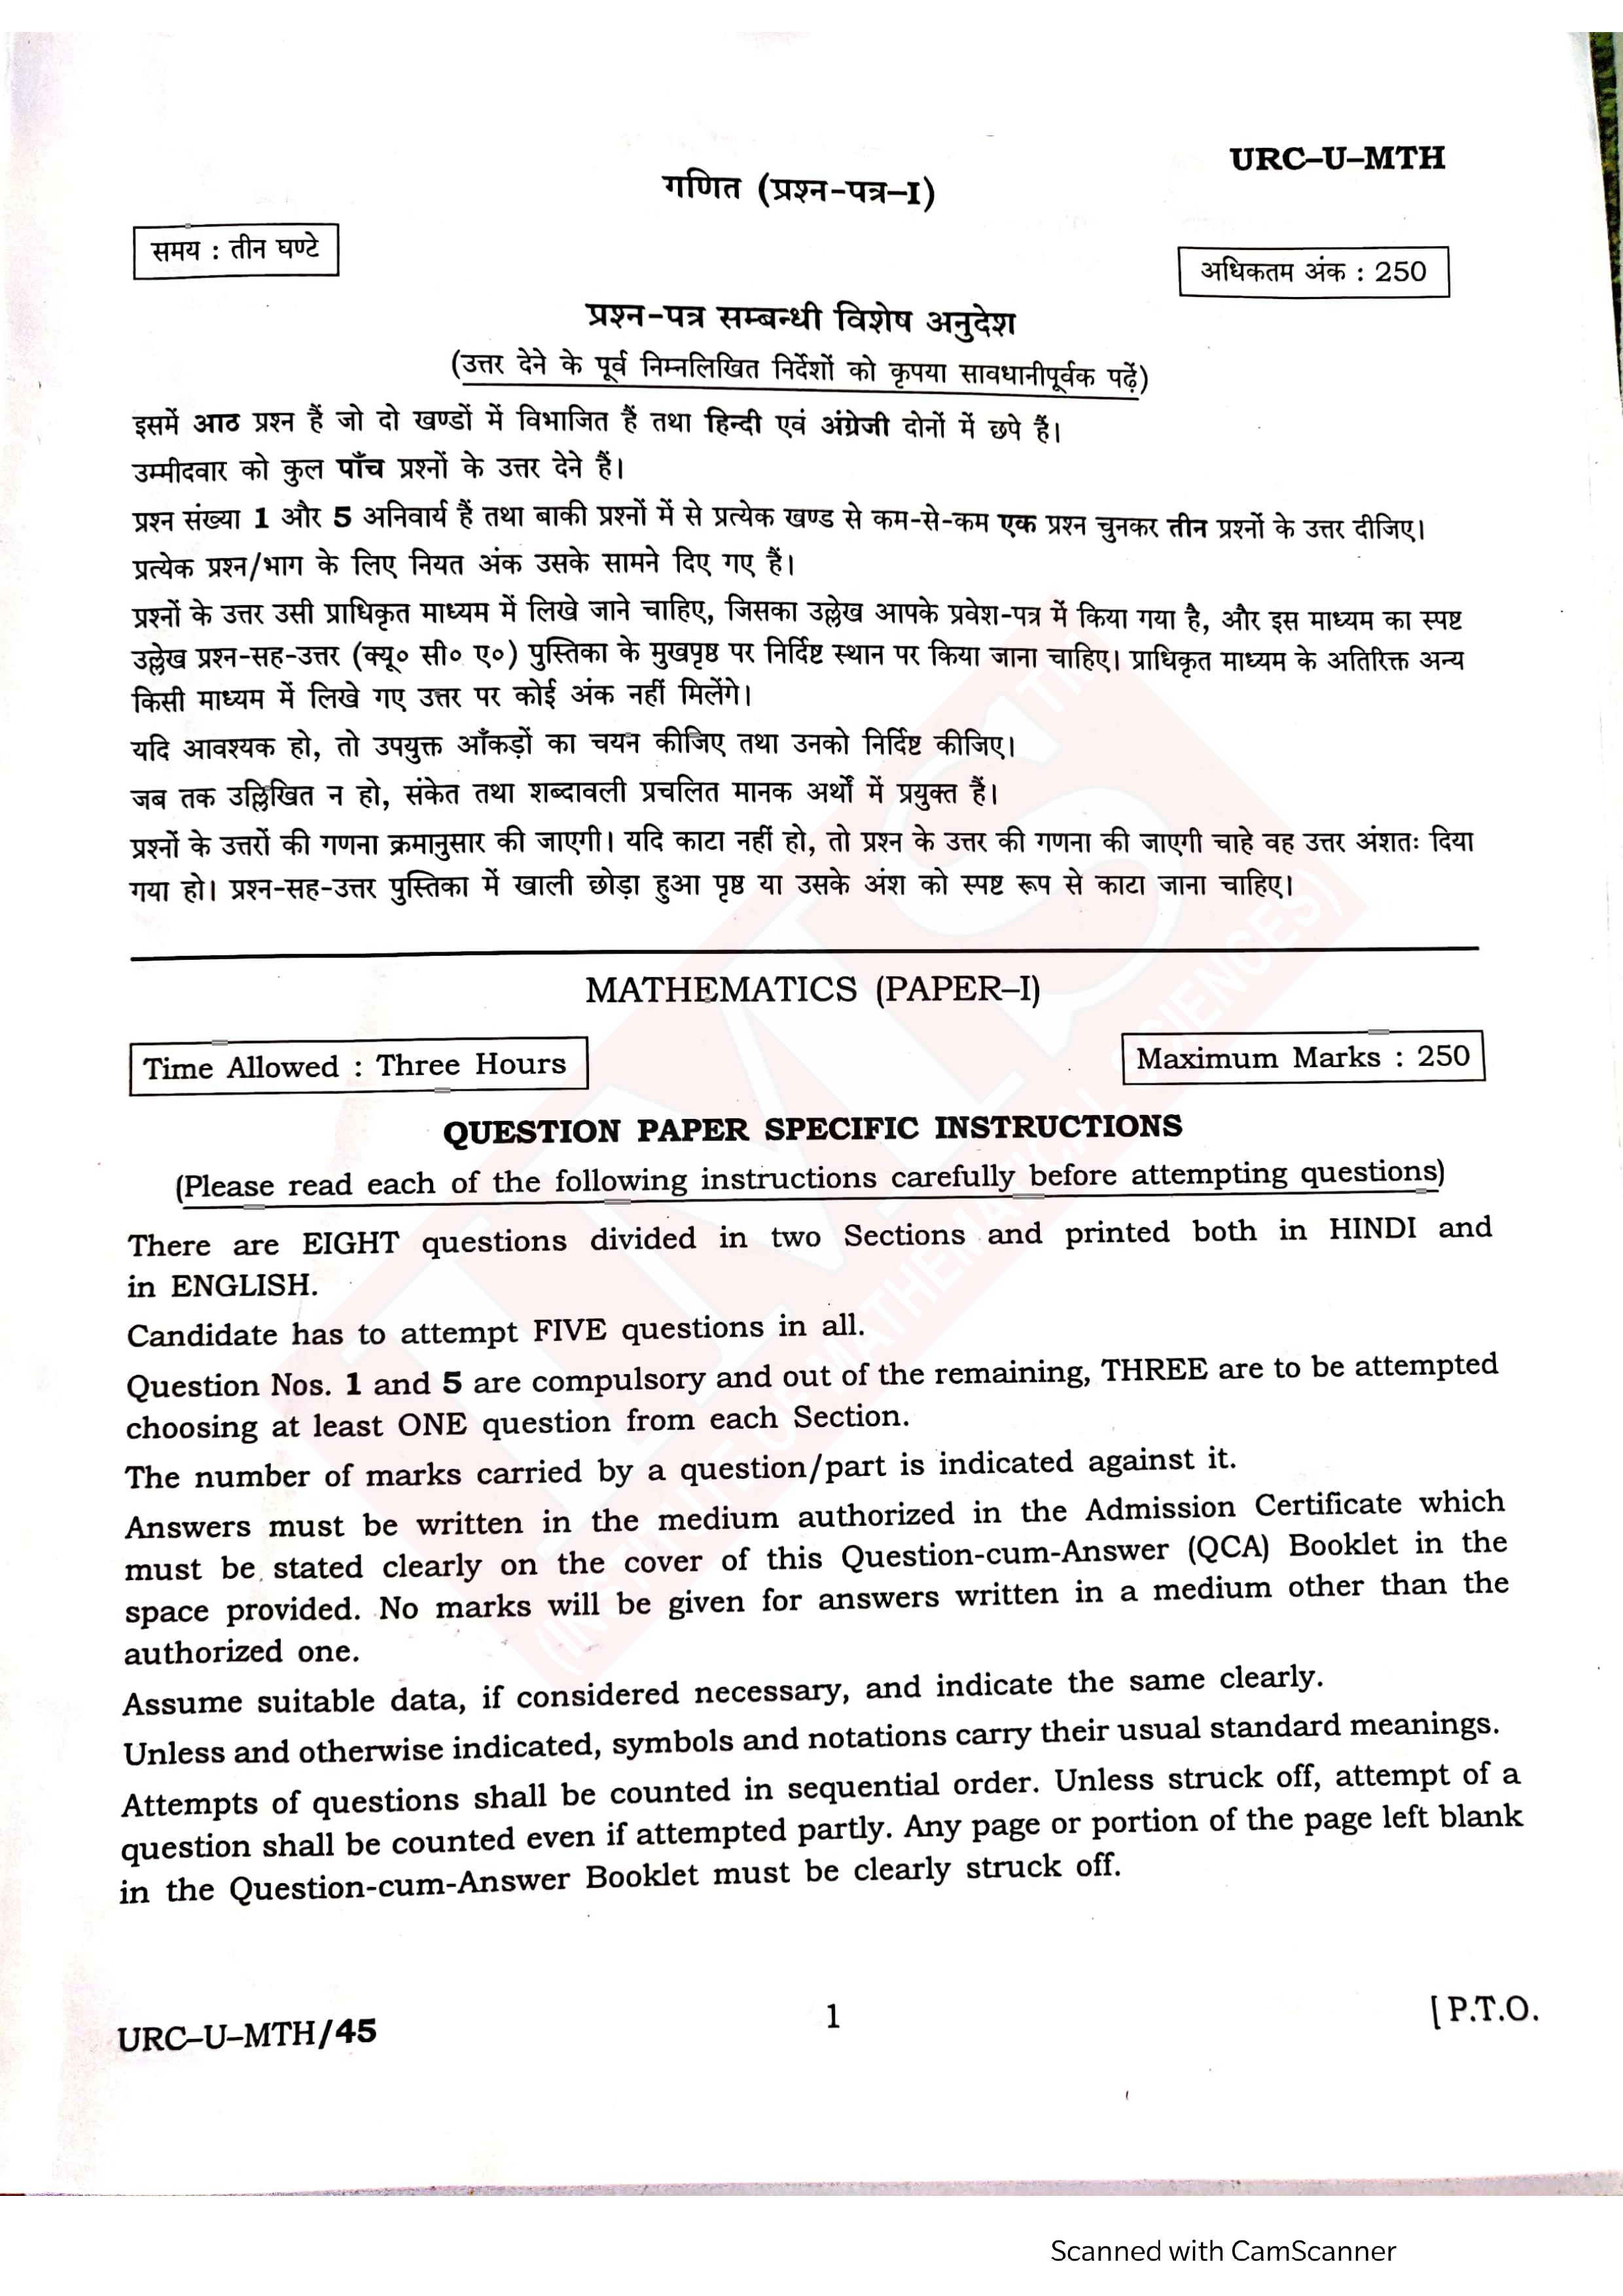 URC–U–MTH
गणित (प्रश्न-पत्र–I)
समय : तीन घण्टे
अधिकतम अंक : 250
प्रश्न-पत्र सम्बन्धी विशेष अनुदेश
(उत्तर देने के पूर्व निम्नलिखित निर्देशों को कृपया सावधानीपूर्वक पढ़ें)
इसमें आठ प्रश्न हैं जो दो खण्डों में विभाजित हैं तथा हिन्दी एवं अंग्रेजी दोनों में छपे हैं।
उम्मीदवार को कुल पाँच प्रश्नों के उत्तर देने हैं।
प्रश्न संख्या 1 और 5 अनिवार्य हैं तथा बाकी प्रश्नों में से प्रत्येक खण्ड से कम-से-कम एक प्रश्न चुनकर तीन प्रश्नों के उत्तर दीजिए।
प्रत्येक प्रश्न/भाग के लिए नियत अंक उसके सामने दिए गए हैं।
प्रश्नों के उत्तर उसी प्राधिकृत माध्यम में लिखे जाने चाहिए, जिसका उल्लेख आपके प्रवेश-पत्र में किया गया है, और इस माध्यम का स्पष्ट
उल्लेख प्रश्न-सह-उत्तर (क्यू० सी० ए०) पुस्तिका के मुखपृष्ठ पर निर्दिष्ट स्थान पर किया जाना चाहिए। प्राधिकृत माध्यम के अतिरिक्त अन्य
किसी माध्यम में लिखे गए उत्तर पर कोई अंक नहीं मिलेंगे।
यदि आवश्यक हो, तो उपयुक्त आँकड़ों का चयन कीजिए तथा उनको निर्दिष्ट कीजिए।
जब तक उल्लिखित न हो, संकेत तथा शब्दावली प्रचलित मानक अर्थों में प्रयुक्त हैं।
प्रश्नों के उत्तरों की गणना क्रमानुसार की जाएगी। यदि काटा नहीं हो, तो प्रश्न के उत्तर की गणना की जाएगी चाहे वह उत्तर अंशतः दिया
गया हो। प्रश्न-सह-उत्तर पुस्तिका में खाली छोड़ा हुआ पृष्ठ या उसके अंश को स्पष्ट रूप से काटा जाना चाहिए।
MATHEMATICS (PAPER–I)
Time Allowed : Three Hours
Maximum Marks : 250
QUESTION PAPER SPECIFIC INSTRUCTIONS
(Please read each of the following instructions carefully before attempting questions)
There are EIGHT questions divided in two Sections and printed both in HINDI and
in ENGLISH.
Candidate has to attempt FIVE questions in all.
Question Nos. 1 and 5 are compulsory and out of the remaining, THREE are to be attempted
choosing at least ONE question from each Section.
The number of marks carried by a question/part is indicated against it.
Answers must be written in the medium authorized in the Admission Certificate which
must be stated clearly on the cover of this Question-cum-Answer (QCA) Booklet in the
space provided. No marks will be given for answers written in a medium other than the
authorized one.
Assume suitable data, if considered necessary, and indicate the same clearly.
Unless and otherwise indicated, symbols and notations carry their usual standard meanings.
Attempts of questions shall be counted in sequential order. Unless struck off, attempt of a
question shall be counted even if attempted partly. Any page or portion of the page left blank
in the Question-cum-Answer Booklet must be clearly struck off.
URC–U–MTH/45
1
[ P.T.O.
IMS
TM
(INSTITUTE OF MATHEMATICAL SCIENCES)
Scanned with CamScanner